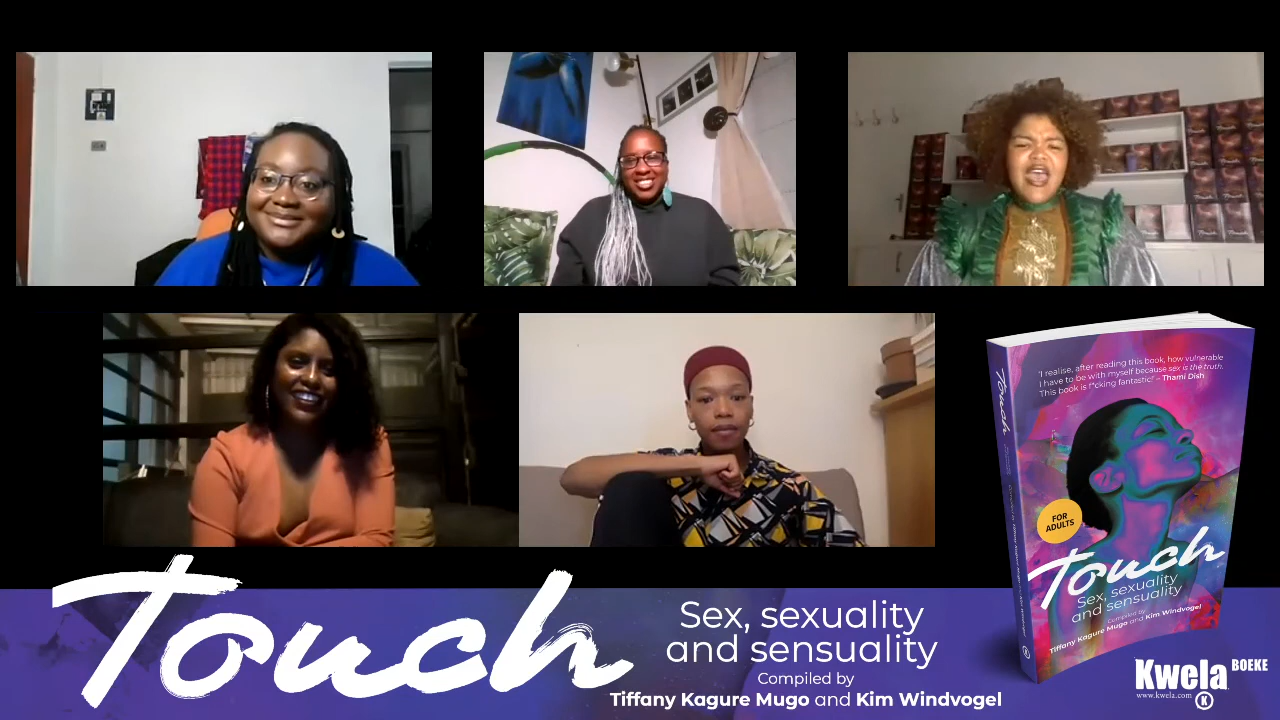 "I realise, after reading this book, how vulnerable
I have to be with myself because sex is the truth.
This book is f*cking fantastic!' – Thami Dish
FOR
ADULTS
Touch
Sex, sexuality
and sensuality
Compiled by
Tiffany Kagure Mugo and Kim Windvogel
Touch
Touch
Sex, sexuality
and sensuality
Compiled by
Tiffany Kagure Mugo and Kim Windvogel
Kwela BOEKE
www.kwela.com
K